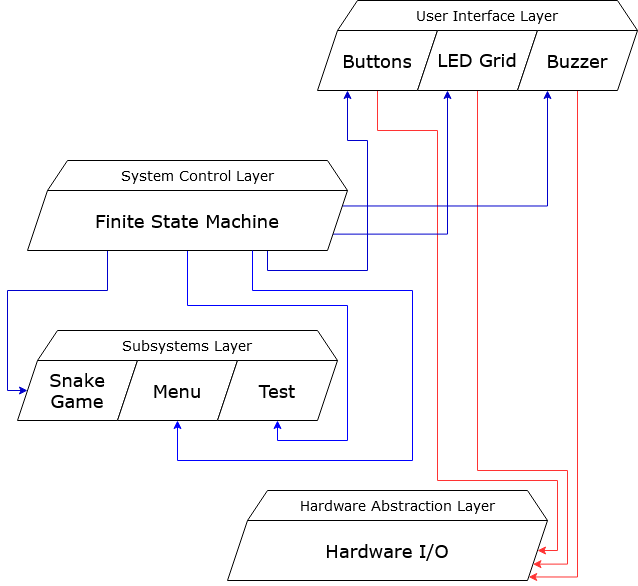 User Interface Layer
Buttons
LED Grid
Buzzer
System Control Layer
Finite State Machine
Subsystems Layer
Snake
Game
Menu
Test
Hardware Abstraction Layer
Hardware I/O